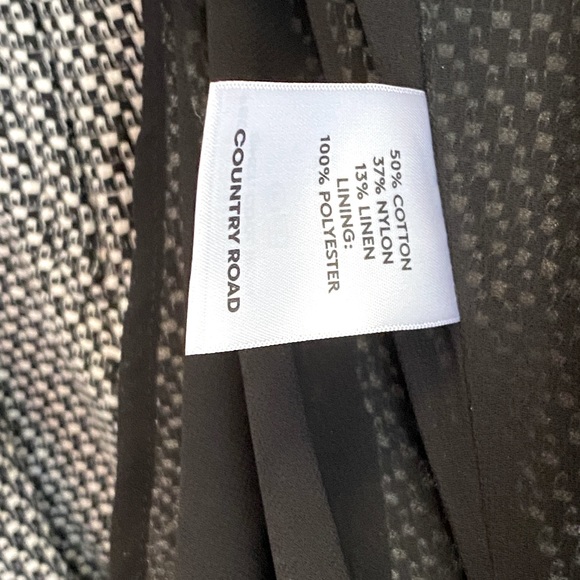 50% COTTON
37% NYLON
13% LINEN
LINING:
100% POLYESTER
COUNTRY ROAD